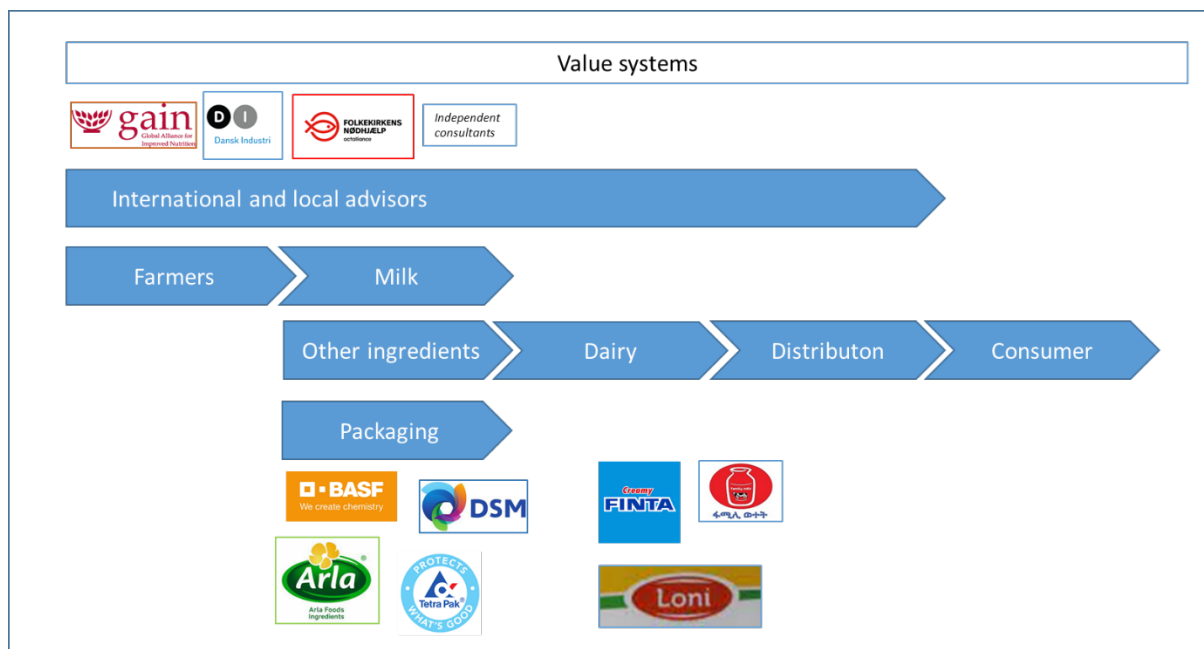 Value systems
gain
Global Alliance for
Improved Nutrition
D I
Dansk Industri
FOLKEKIRKENS
NØDHJÆLP
actalliance
Independent
consultants
International and local advisors
Farmers
Milk
Other ingredients
Dairy
Distributon
Consumer
Packaging
BASF
We create chemistry
DSM
Creamy
FINTA
ፋሚሊ ወተት
Arla
®
Arla Foods
Ingredients
PROTECTS
Tetra Pak®
WHAT'S GOOD
Loni